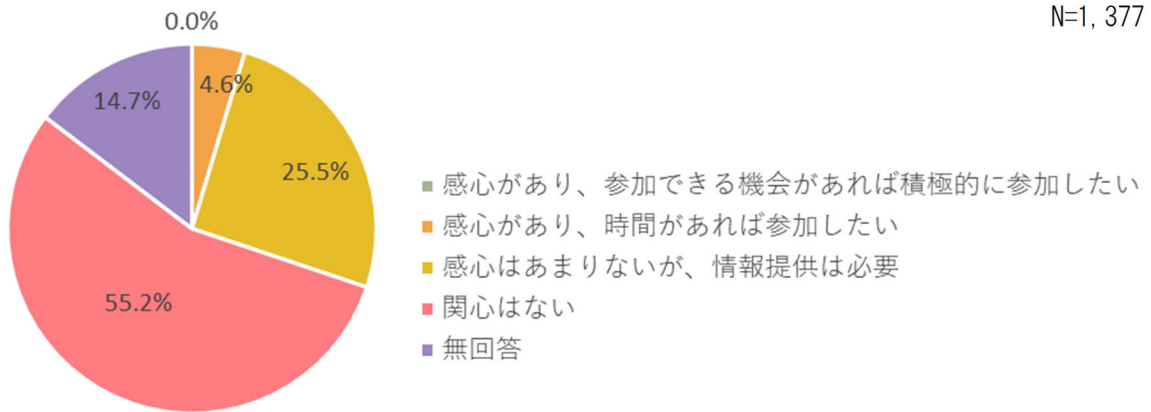 N=1,377
0.0%
4.6%
14.7%
25.5%
55.2%
感心があり、参加できる機会があれば積極的に参加したい
感心があり、時間があれば参加したい
感心はあまりないが、情報提供は必要
関心はない
無回答